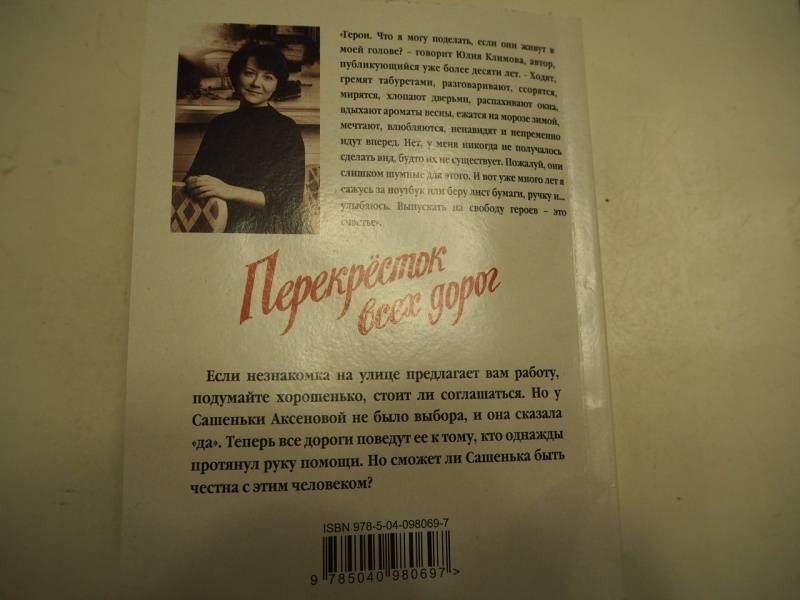 «Герои. Что я могу поделать, если они живут в
моей голове? – говорит Юлия Климова, автор,
публикующийся уже более десяти лет. - Ходят,
гремят табуретами, разговаривают, ссорятся,
мирятся, хлопают дверьми, распахивают окна,
вдыхают ароматы весны, ежатся на морозе зимой,
мечтают, влюбляются, ненавидят и непременно
идут вперед. Нет, у меня никогда не получалось
сделать вид, будто их не существует. Пожалуй, они
слишком шумные для этого. И вот уже много лет я
сажусь за ноутбук или беру лист бумаги, ручку и...
улыбаюсь. Выпускать на свободу героев – это
счастье».
Перекрёсток
всех дорог
Если незнакомка на улице предлагает вам работу,
подумайте хорошенько, стоит ли соглашаться. Но у
Сашеньки Аксеновой не было выбора, и она сказала
«да». Теперь все дороги поведут ее к тому, кто однажды
протянул руку помощи. Но сможет ли Сашенька быть
честна с этим человеком?
ISBN 978-5-04-098069-7
9 785040 980697>